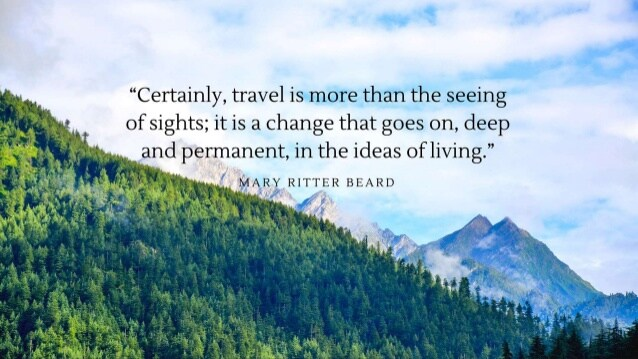 “Certainly, travel is more than the seeing
of sights; it is a change that goes on, deep
and permanent, in the ideas of living.”
MARY RITTER BEARD